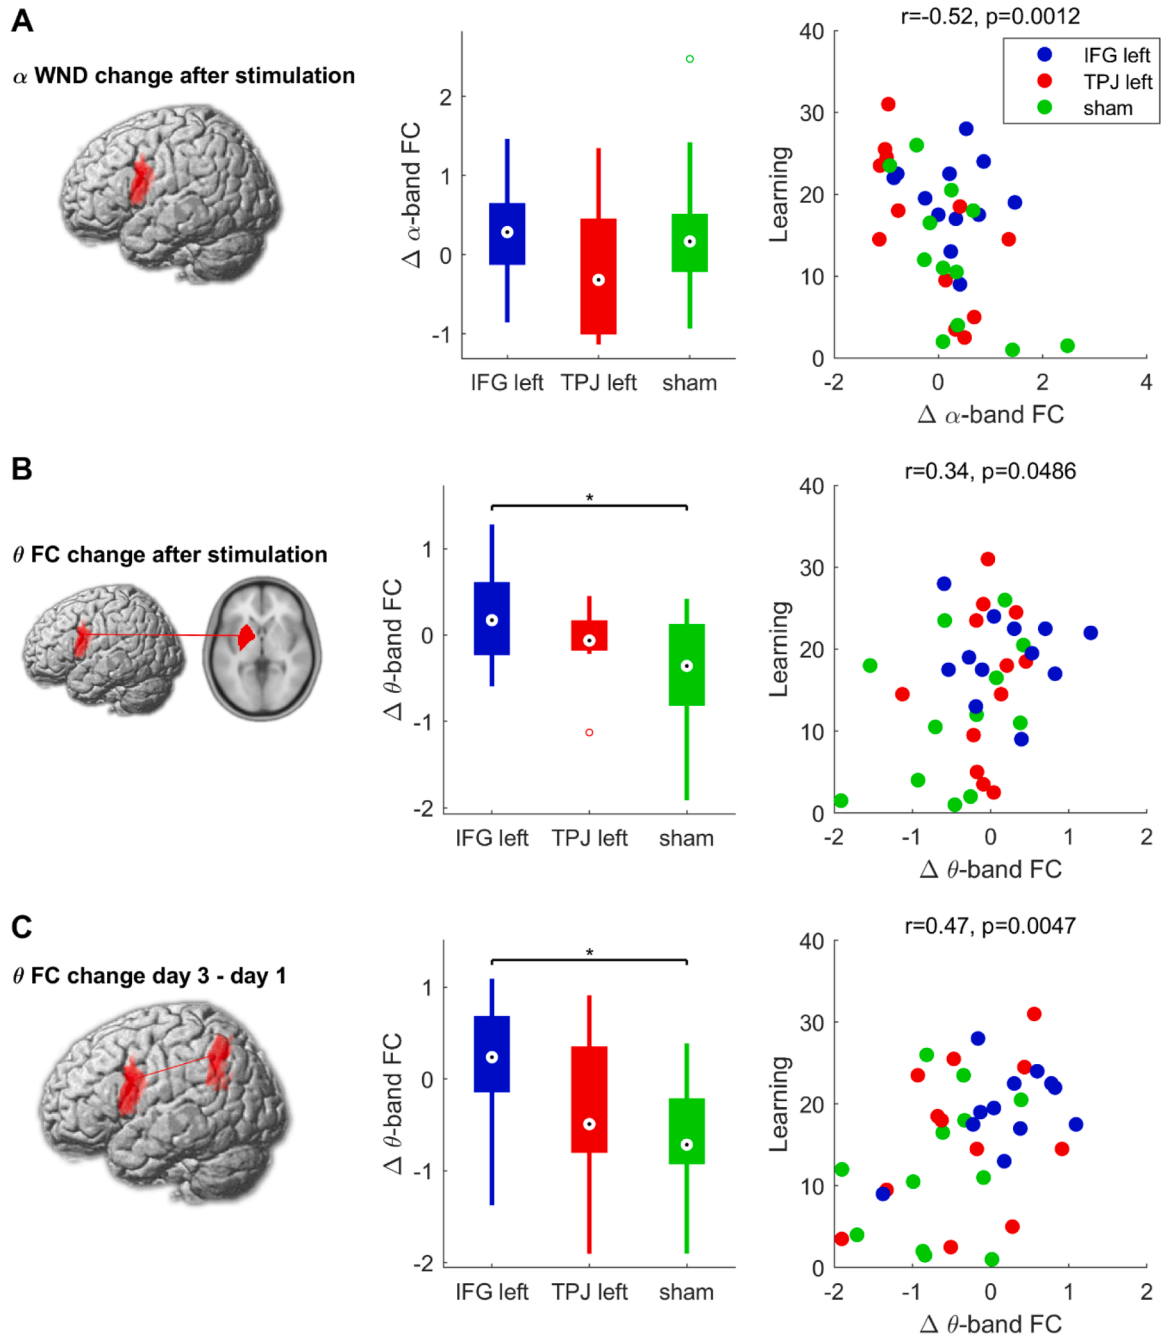 A
α WND change after stimulation
Δ α-band FC
2
1
0
-1
IFG left
TPJ left
sham
r=-0.52, p=0.0012
IFG left
TPJ left
sham
Learning
40
30
20
10
0
-2
0
2
4
Δ α-band FC
B
θ FC change after stimulation
Δ θ-band FC
*
1
0
-1
-2
IFG left
TPJ left
sham
r=0.34, p=0.0486
Learning
40
30
20
10
0
-2
-1
0
1
2
Δ θ-band FC
C
θ FC change day 3 - day 1
Δ θ-band FC
*
1
0
-1
-2
IFG left
TPJ left
sham
r=0.47, p=0.0047
Learning
40
30
20
10
0
-2
-1
0
1
2
Δ θ-band FC